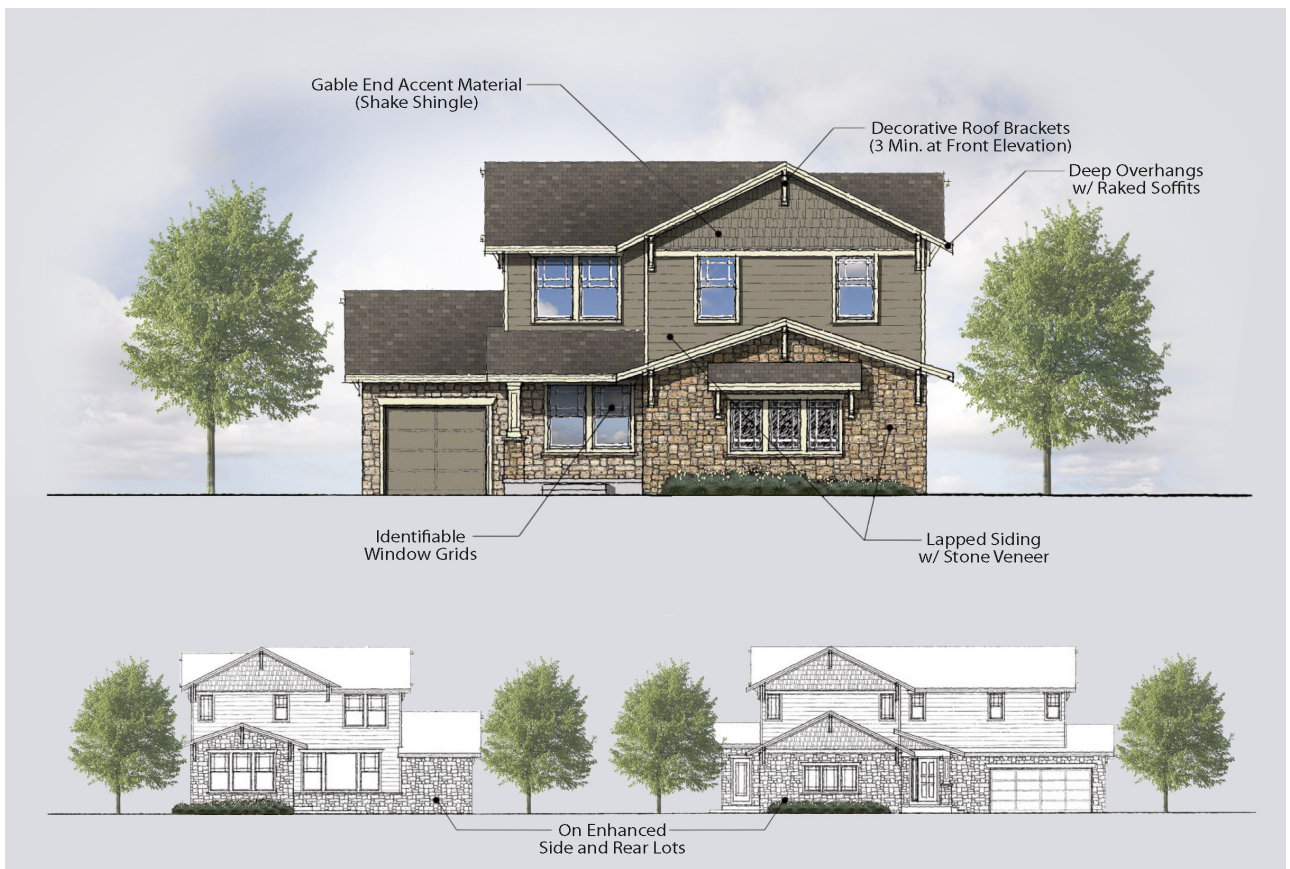 Gable End Accent Material
(Shake Shingle)
Decorative Roof Brackets
(3 Min. at Front Elevation)
Deep Overhangs
w/ Raked Soffits
Identifiable
Window Grids
Lapped Siding
w/ Stone Veneer
On Enhanced
Side and Rear Lots